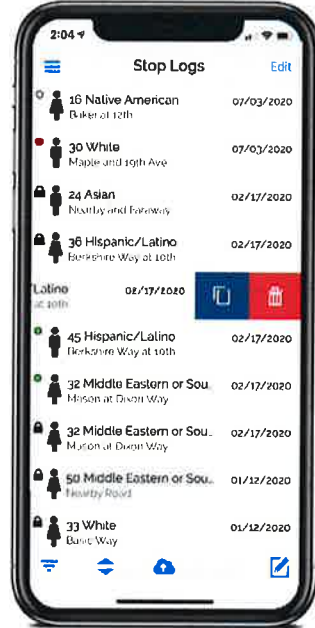 2:04
Stop Logs
Edit
16 Native American
07/03/2020
Baker at 12th
30 White
07/03/2020
Maple and 19th Ave
24 Asian
02/17/2020
Nearby and Faraway
36 Hispanic/Latino
02/17/2020
Berkshire Way at 10th
Latino
02/17/2020
at 10th
45 Hispanic/Latino
02/17/2020
Berkshire Way at 10th
32 Middle Eastern or Sou...
02/17/2020
Mason at Dixon Way
32 Middle Eastern or Sou...
02/17/2020
Mason at Dixon Way
50 Middle Eastern or Sou...
01/12/2020
Nearby Road
33 White
01/12/2020
Basic Way